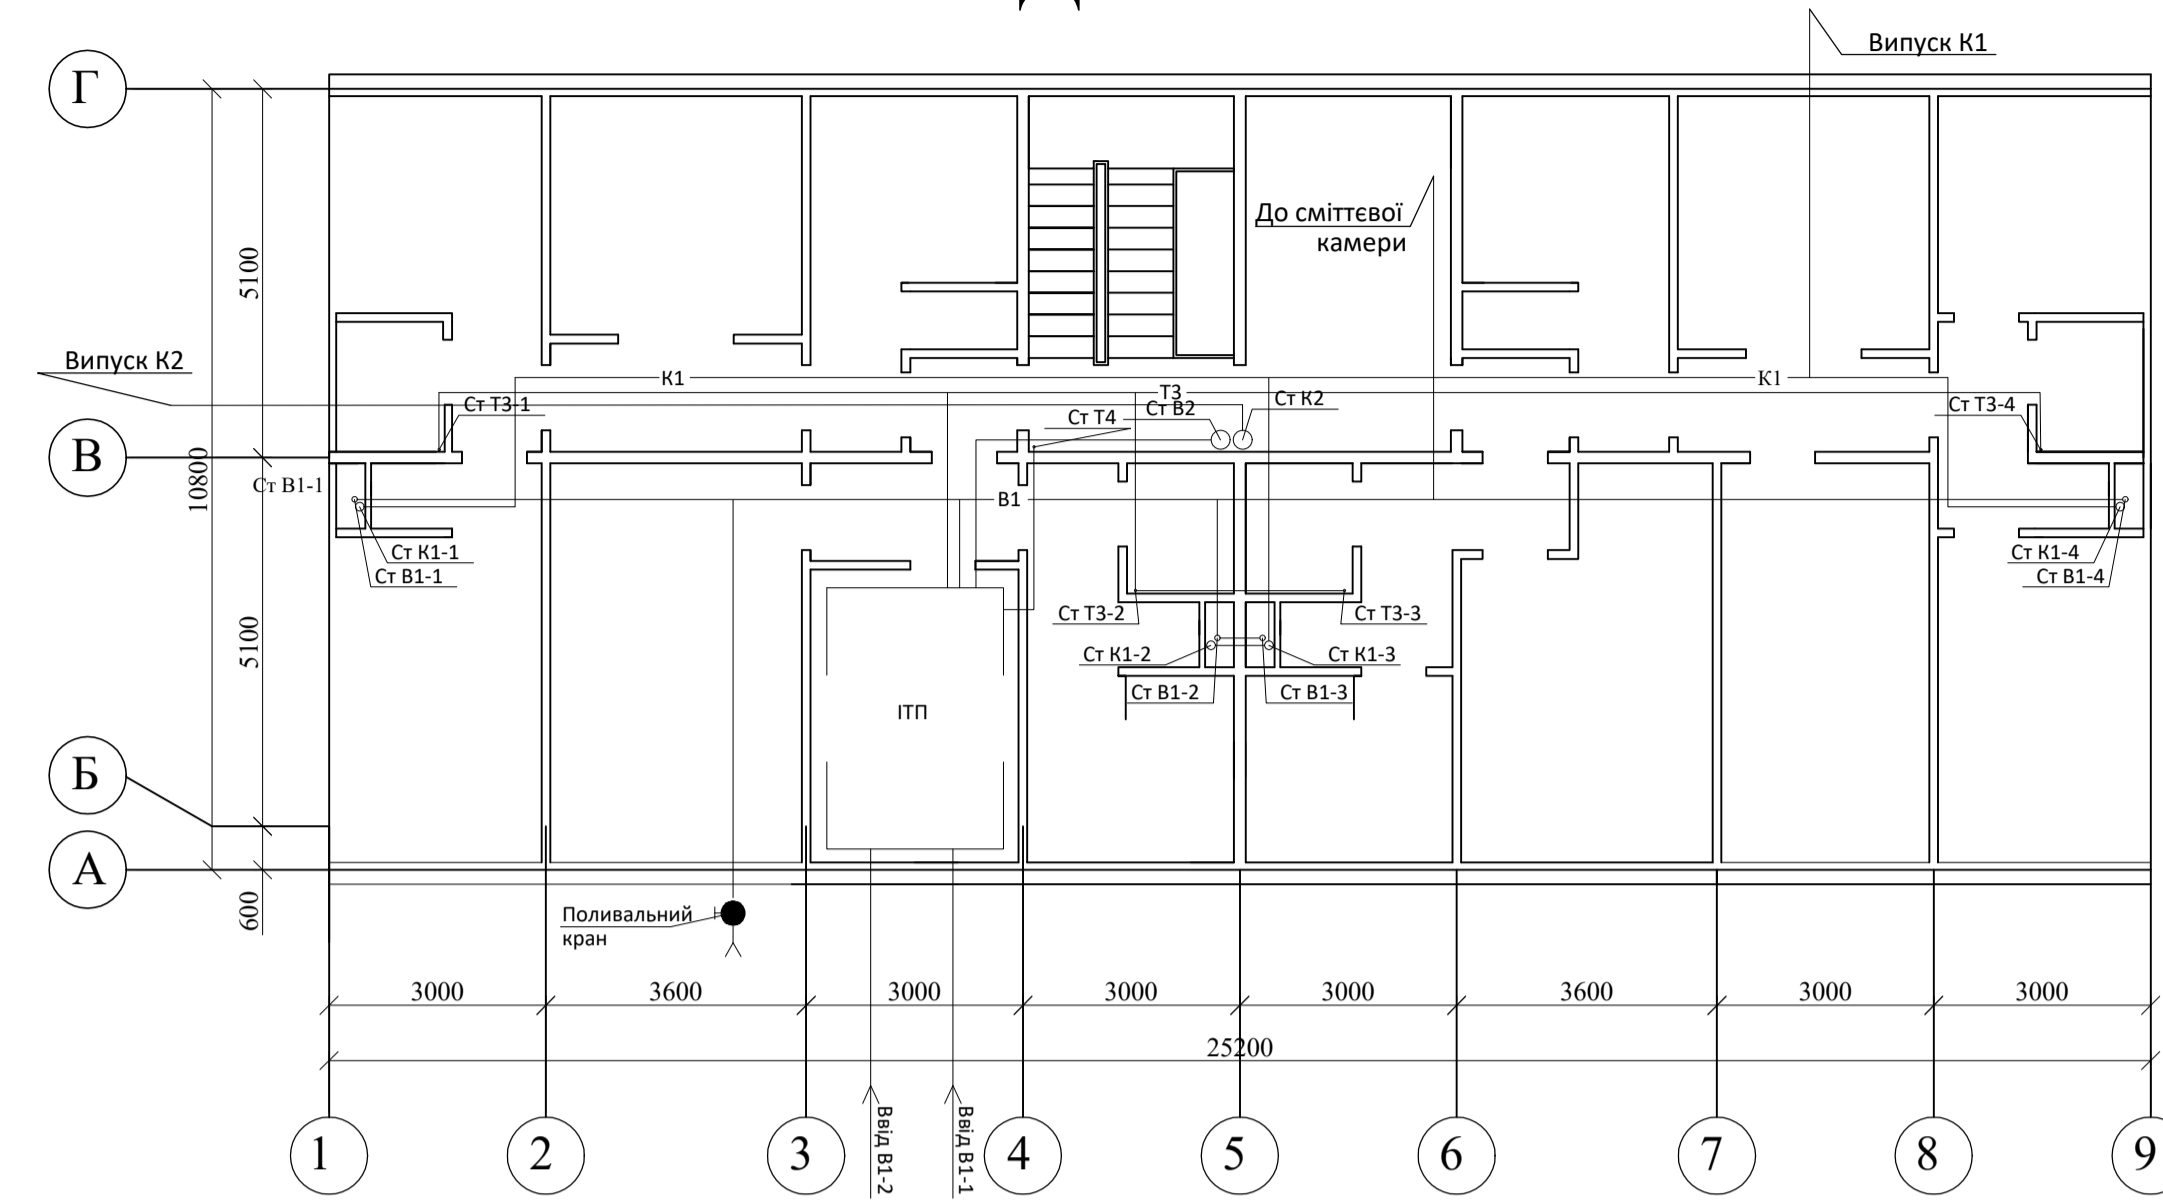 Випуск К1
Г
До сміттєвої
камери
5100
Випуск К2
К1
К1
Т3
Ст Т3-1
Ст Т4
Ст В2
Ст К2
Ст Т3-4
В
10800
Ст В1-1
В1
Ст К1-1
Ст В1-1
Ст К1-4
Ст В1-4
5100
Ст Т3-2
Ст Т3-3
Ст К1-2
Ст К1-3
Ст В1-2
Ст В1-3
ІТП
Б
А
600
Поливальний
кран
3000
3600
3000
3000
3000
3600
3000
3000
25200
Ввід В1-2
Ввід В1-1
1
2
3
4
5
6
7
8
9